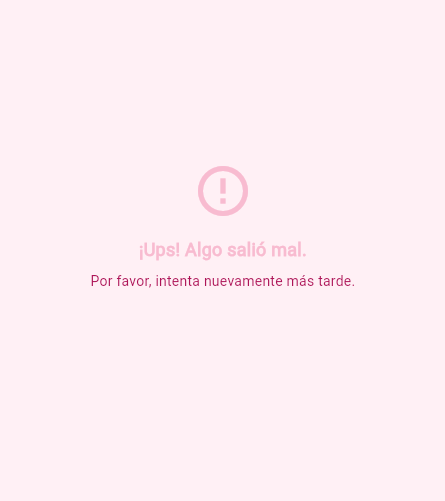 ¡Ups! Algo salió mal.
Por favor, intenta nuevamente más tarde.